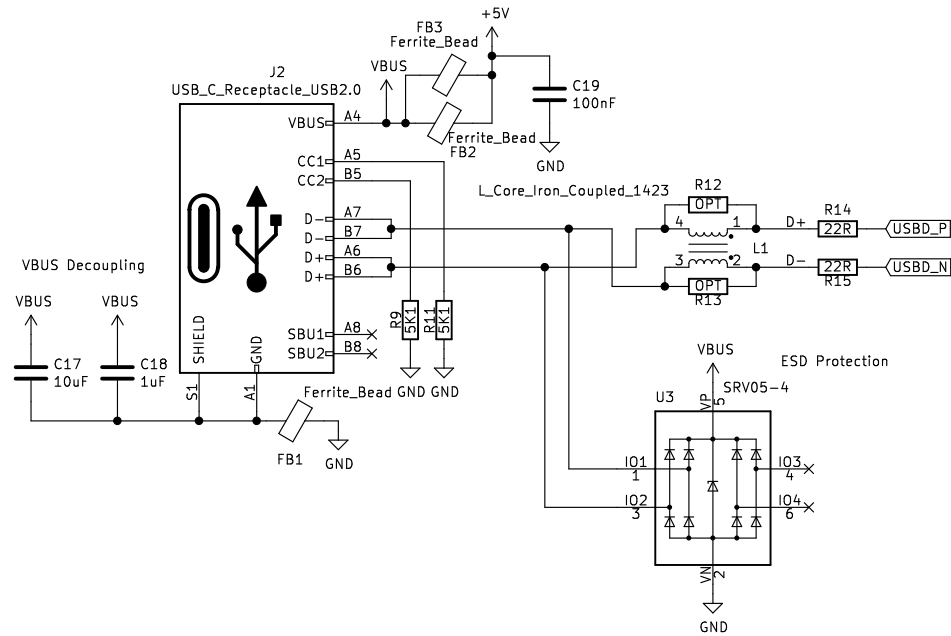 +5V
FB3
Ferrite_Bead
VBUS
J2
USB_C_Receptacle_USB2.0
C19
100nF
VBUS A4
Ferrite_Bead
FB2
GND
CC1 A5
CC2 B5
L_Core_Iron_Coupled_1423
R12
OPT
D- A7
D- B7
D+ A6
D+ B6
4 1
3 2
L1
D+
R14
22R
USBD_P
D-
22R
R15
USBD_N
OPT
R13
VBUS Decoupling
VBUS
VBUS
C17
10uF
C18
1uF
R9
5K1
R11
5K1
SBU1 A8
SBU2 B8
SHIELD
GND
S1
A1
GND
GND
Ferrite_Bead
FB1
GND
VBUS
ESD Protection
SRV05-4
U3
VP
5
IO1
1
IO2
3
IO3
4
IO4
6
VN
2
GND